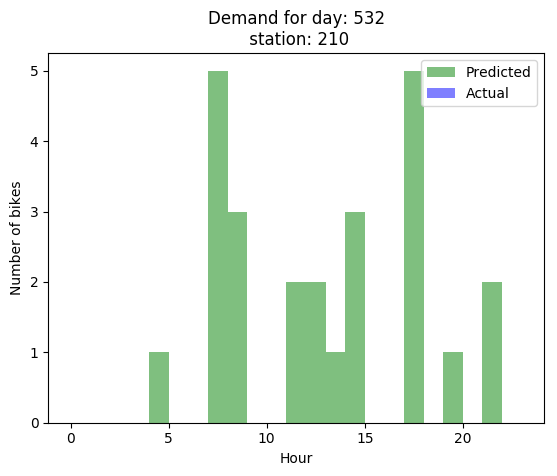 Demand for day: 532
station: 210
Predicted
Actual
Number of bikes
5
4
3
2
1
0
0
5
10
15
20
Hour